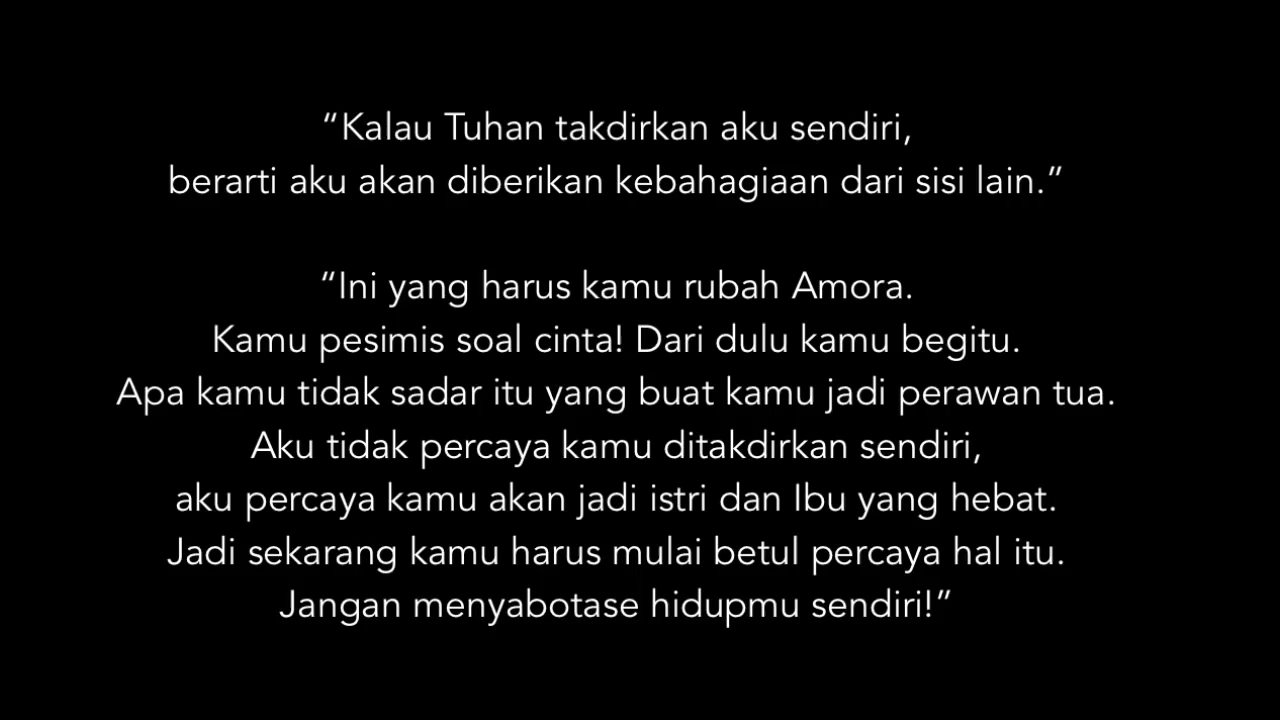 “Kalau Tuhan takdirkan aku sendiri,
berarti aku akan diberikan kebahagiaan dari sisi lain.”
“Ini yang harus kamu rubah Amora.
Kamu pesimis soal cinta! Dari dulu kamu begitu.
Apa kamu tidak sadar itu yang buat kamu jadi perawan tua.
Aku tidak percaya kamu ditakdirkan sendiri,
aku percaya kamu akan jadi istri dan Ibu yang hebat.
Jadi sekarang kamu harus mulai betul percaya hal itu.
Jangan menyabotase hidupmu sendiri!”